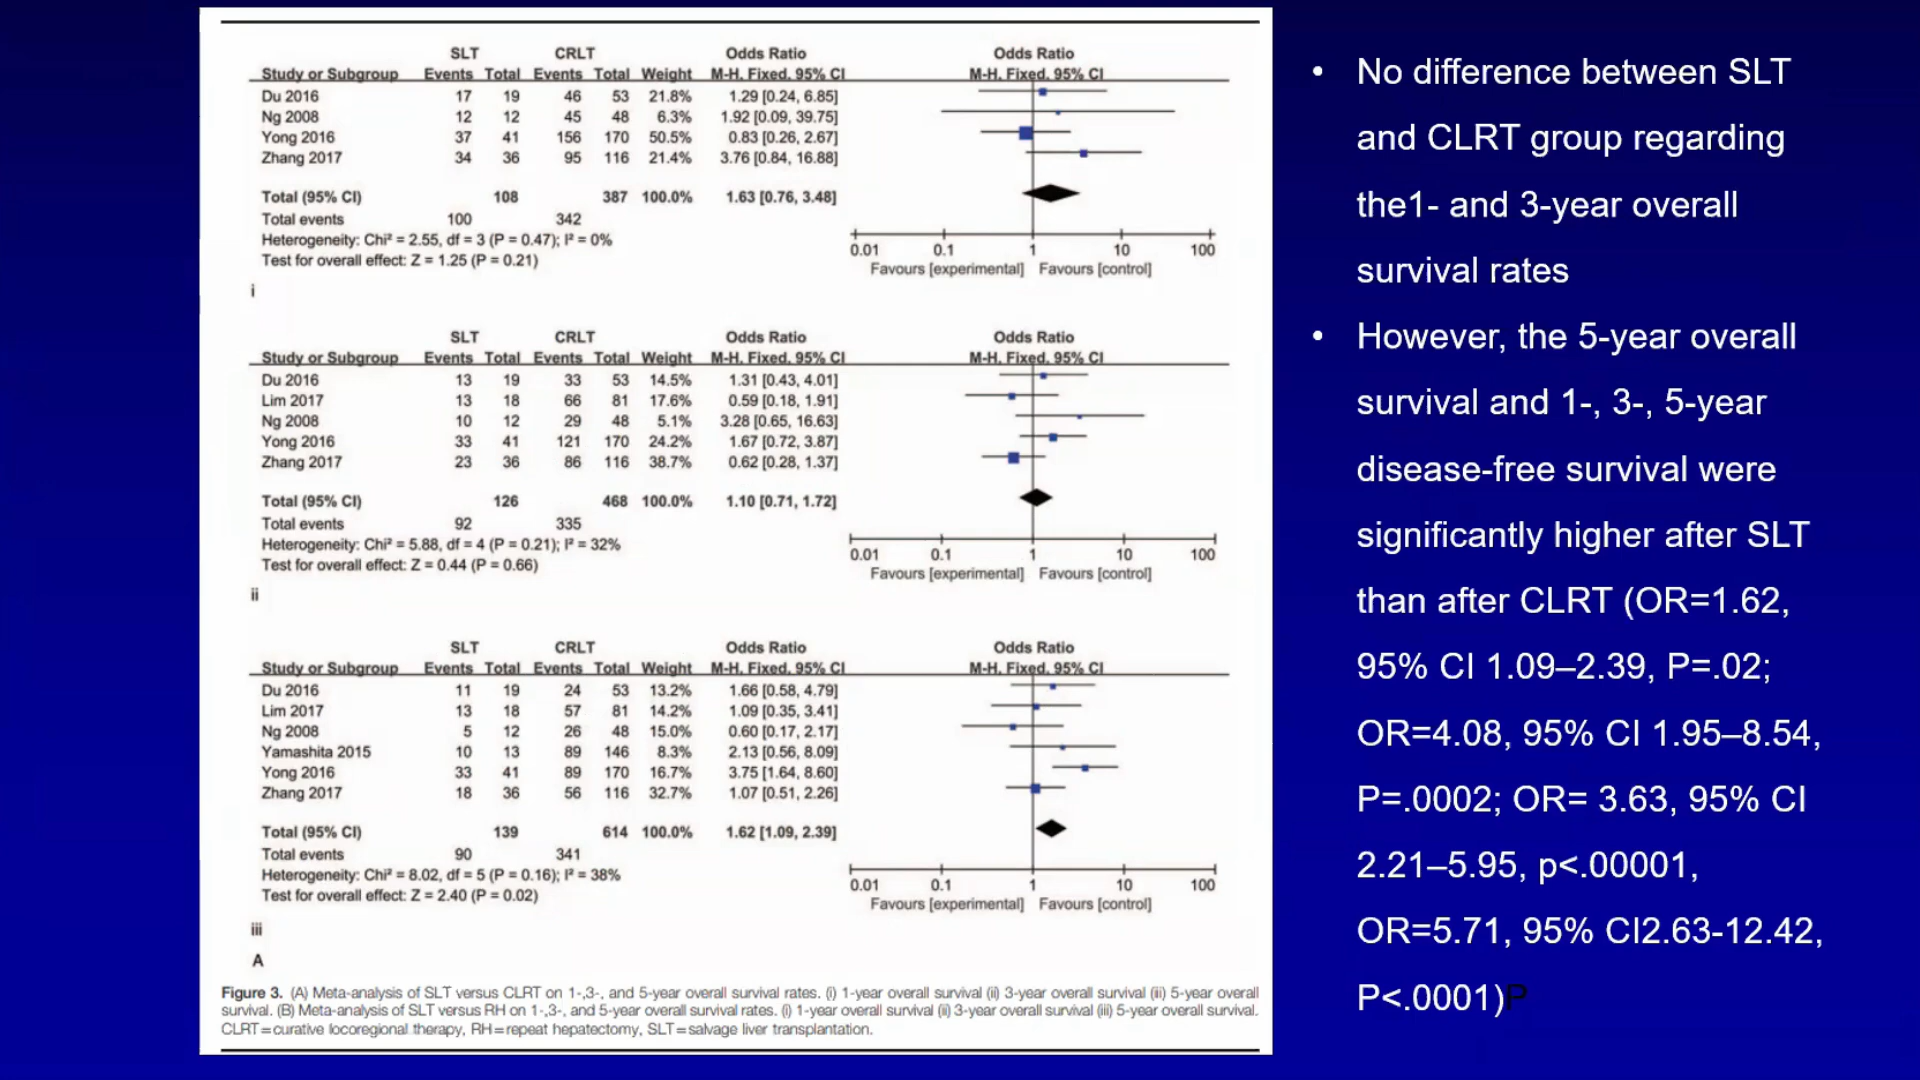 SLT CRLT Odds Ratio Odds Ratio
Study or Subgroup Events Total Events Total Weight M-H. Fixed. 95% CI M-H. Fixed. 95% CI
Du 2016 17 19 46 53 21.8% 1.29 [0.24, 6.85]
Ng 2008 12 12 45 48 6.3% 1.92 [0.09, 39.75]
Yong 2016 37 41 156 170 50.5% 0.83 [0.26, 2.67]
Zhang 2017 34 36 95 116 21.4% 3.76 [0.84, 16.88]
Total (95% CI) 108 387 100.0% 1.63 [0.76, 3.48]
Total events 100 342
Heterogeneity: Chi² = 2.55, df = 3 (P = 0.47); I² = 0%
Test for overall effect: Z = 1.25 (P = 0.21)
0.01 0.1 1 10 100
Favours [experimental] Favours [control]
i
SLT CRLT Odds Ratio Odds Ratio
Study or Subgroup Events Total Events Total Weight M-H. Fixed. 95% CI M-H. Fixed. 95% CI
Du 2016 13 19 33 53 14.5% 1.31 [0.43, 4.01]
Lim 2017 13 18 66 81 17.6% 0.59 [0.18, 1.91]
Ng 2008 10 12 29 48 5.1% 3.28 [0.65, 16.63]
Yong 2016 33 41 121 170 24.2% 1.67 [0.72, 3.87]
Zhang 2017 23 36 86 116 38.7% 0.62 [0.28, 1.37]
Total (95% CI) 126 468 100.0% 1.10 [0.71, 1.72]
Total events 92 335
Heterogeneity: Chi² = 5.88, df = 4 (P = 0.21); I² = 32%
Test for overall effect: Z = 0.44 (P = 0.66)
0.01 0.1 1 10 100
Favours [experimental] Favours [control]
ii
SLT CRLT Odds Ratio Odds Ratio
Study or Subgroup Events Total Events Total Weight M-H. Fixed. 95% CI M-H. Fixed. 95% CI
Du 2016 11 19 24 53 13.2% 1.66 [0.58, 4.79]
Lim 2017 13 18 57 81 14.2% 1.09 [0.35, 3.41]
Ng 2008 5 12 26 48 15.0% 0.60 [0.17, 2.17]
Yamashita 2015 10 13 89 146 8.3% 2.13 [0.56, 8.09]
Yong 2016 33 41 89 170 16.7% 3.75 [1.64, 8.60]
Zhang 2017 18 36 56 116 32.7% 1.07 [0.51, 2.26]
Total (95% CI) 139 614 100.0% 1.62 [1.09, 2.39]
Total events 90 341
Heterogeneity: Chi² = 8.02, df = 5 (P = 0.16); I² = 38%
Test for overall effect: Z = 2.40 (P = 0.02)
0.01 0.1 1 10 100
Favours [experimental] Favours [control]
iii
A
Figure 3. (A) Meta-analysis of SLT versus CLRT on 1-,3-, and 5-year overall survival rates. (i) 1-year overall survival (ii) 3-year overall survival (iii) 5-year overall
survival. (B) Meta-analysis of SLT versus RH on 1-,3-, and 5-year overall survival rates. (i) 1-year overall survival (ii) 3-year overall survival (iii) 5-year overall survival.
CLRT=curative locoregional therapy, RH=repeat hepatectomy, SLT=salvage liver transplantation.
• No difference between SLT
and CLRT group regarding
the1- and 3-year overall
survival rates
• However, the 5-year overall
survival and 1-, 3-, 5-year
disease-free survival were
significantly higher after SLT
than after CLRT (OR=1.62,
95% CI 1.09–2.39, P=.02;
OR=4.08, 95% CI 1.95–8.54,
P=.0002; OR= 3.63, 95% CI
2.21–5.95, p<.00001,
OR=5.71, 95% CI2.63-12.42,
P<.0001)P